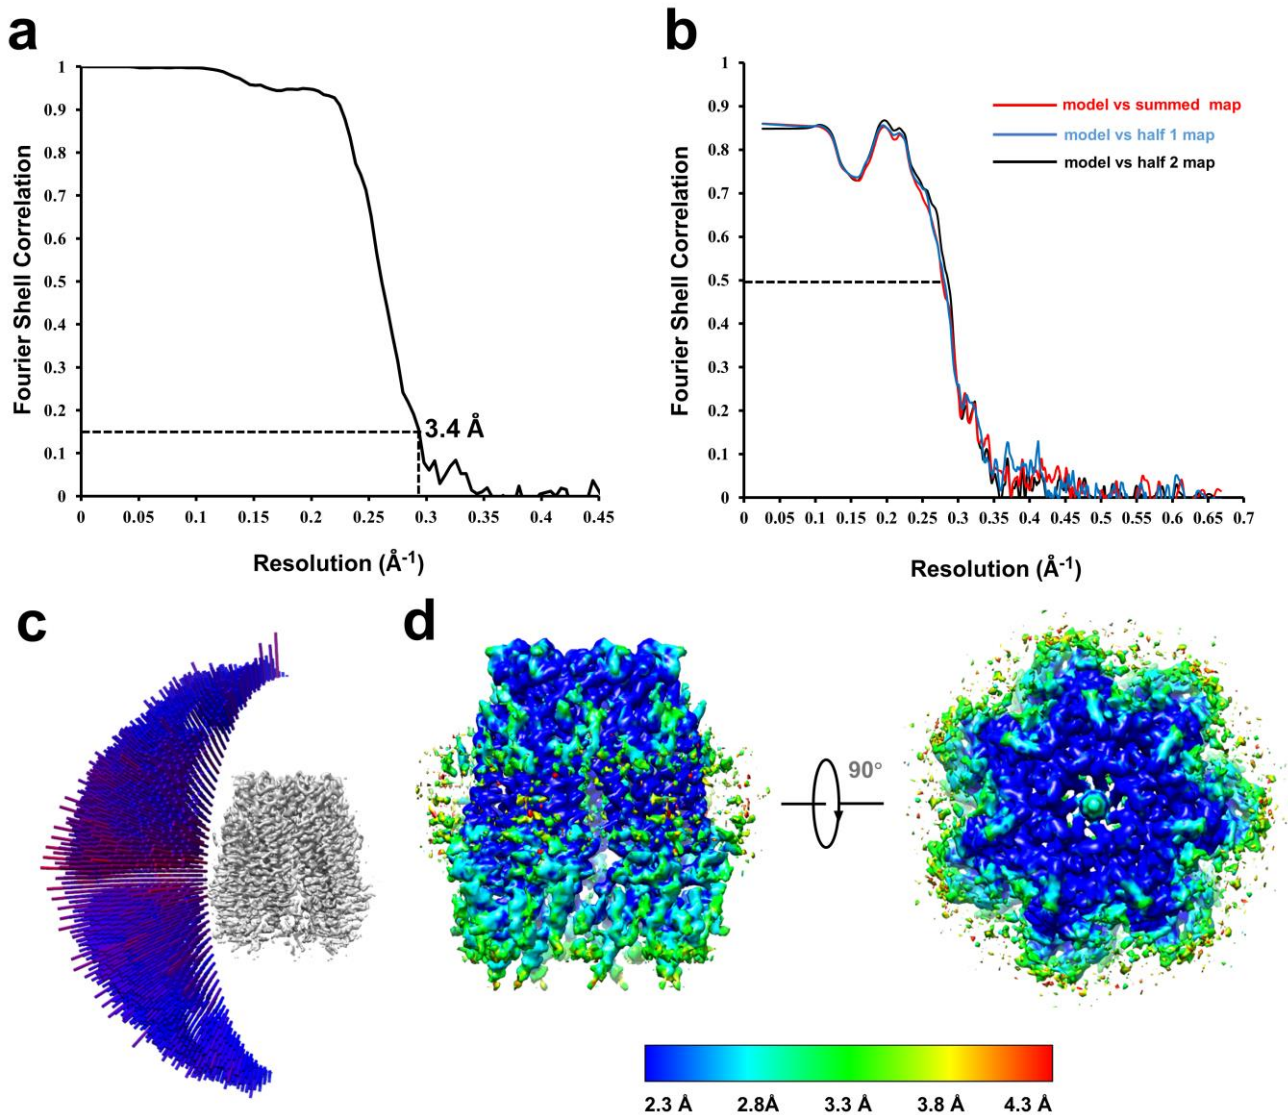 a
1
0.9
0.8
0.7
0.6
0.5
0.4
0.3
0.2
0.1
0
Fourier Shell Correlation
3.4 Å
0 0.05 0.1 0.15 0.2 0.25 0.3 0.35 0.4 0.45
Resolution (Å-1)
b
1
0.9
0.8
0.7
0.6
0.5
0.4
0.3
0.2
0.1
0
Fourier Shell Correlation
model vs summed map
model vs half 1 map
model vs half 2 map
0 0.05 0.1 0.15 0.2 0.25 0.3 0.35 0.4 0.45 0.5 0.55 0.6 0.65 0.7
Resolution (Å-1)
c
d
90°
2.3 Å 2.8Å 3.3 Å 3.8 Å 4.3 Å